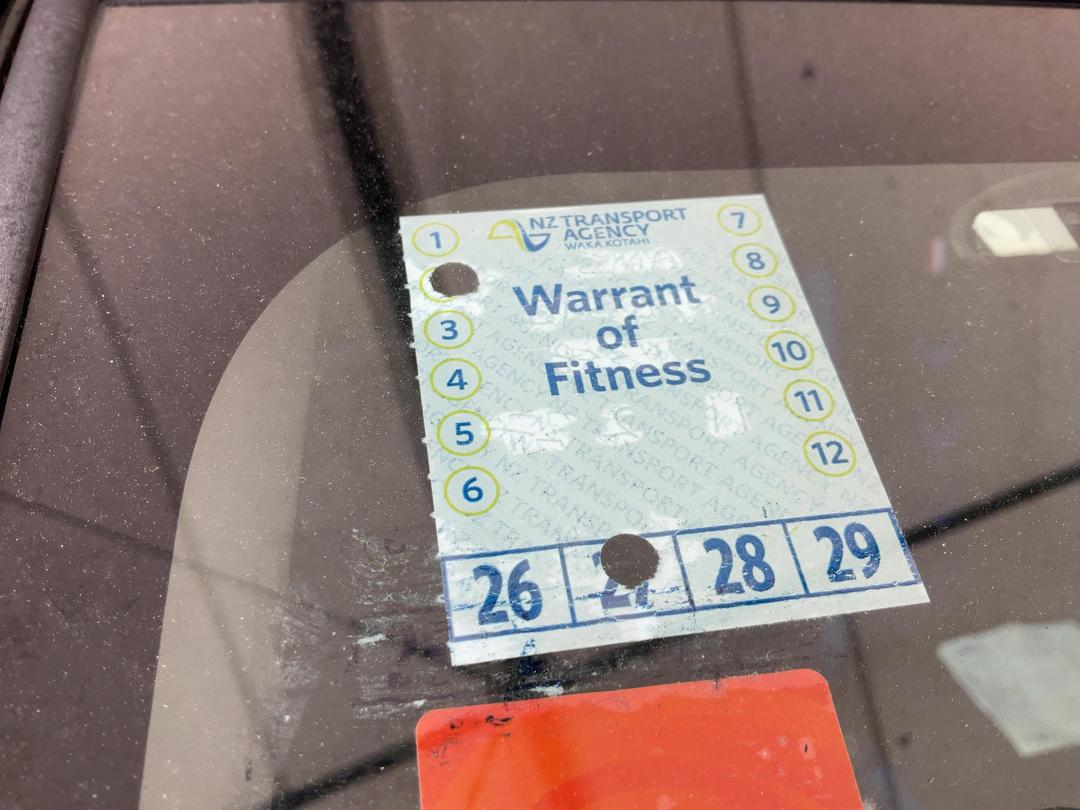 NZ TRANSPORT
AGENCY
WAKA KOTAHI
Warrant
of
Fitness
1
3
4
5
6
7
8
9
10
11
12
26 27 28 29